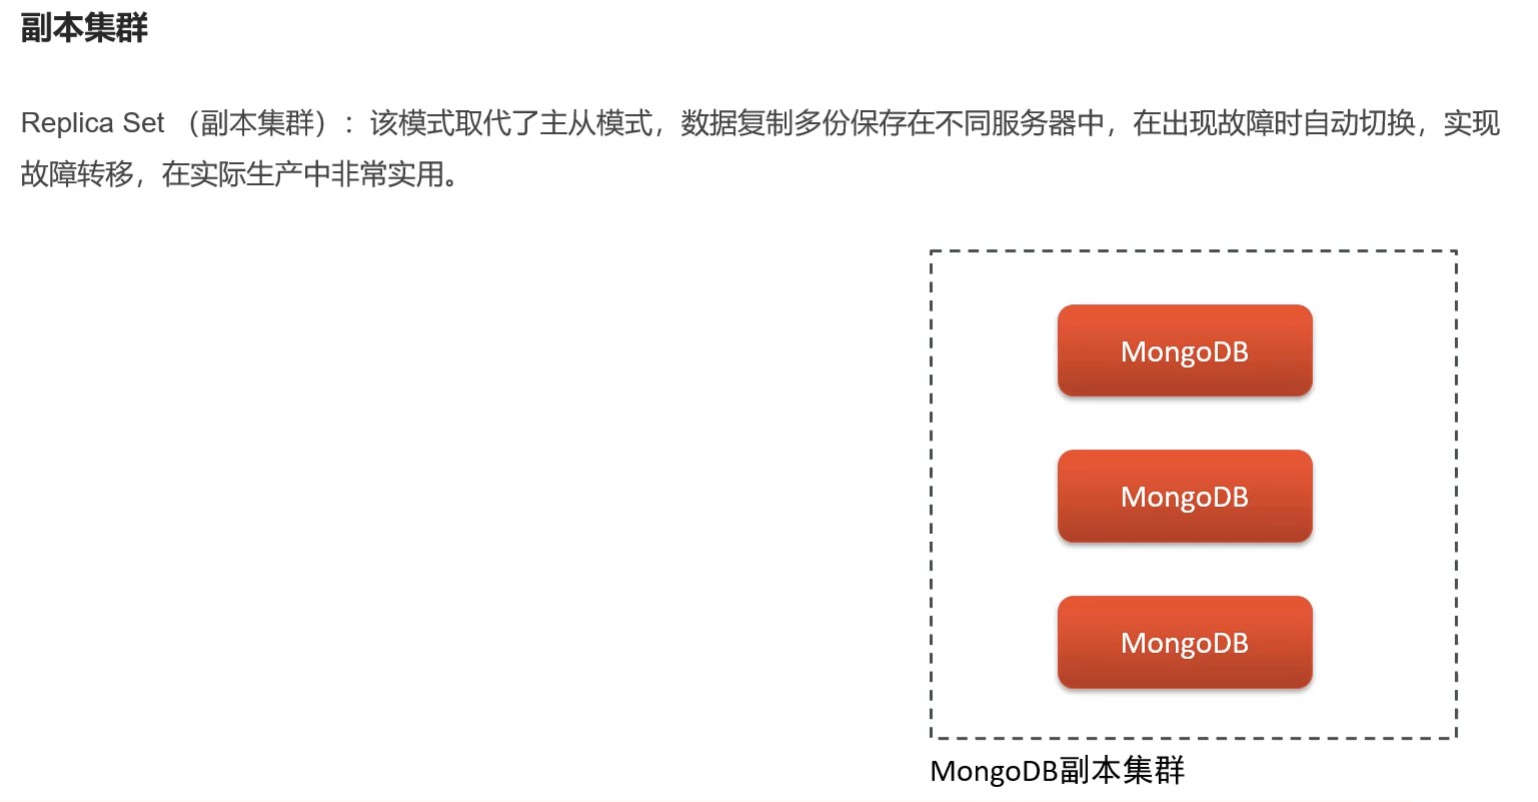 副本集群
Replica Set （副本集群）：该模式取代了主从模式，数据复制多份保存在不同服务器中，在出现故障时自动切换，实现
故障转移，在实际生产中非常实用。
MongoDB
MongoDB
MongoDB
MongoDB副本集群